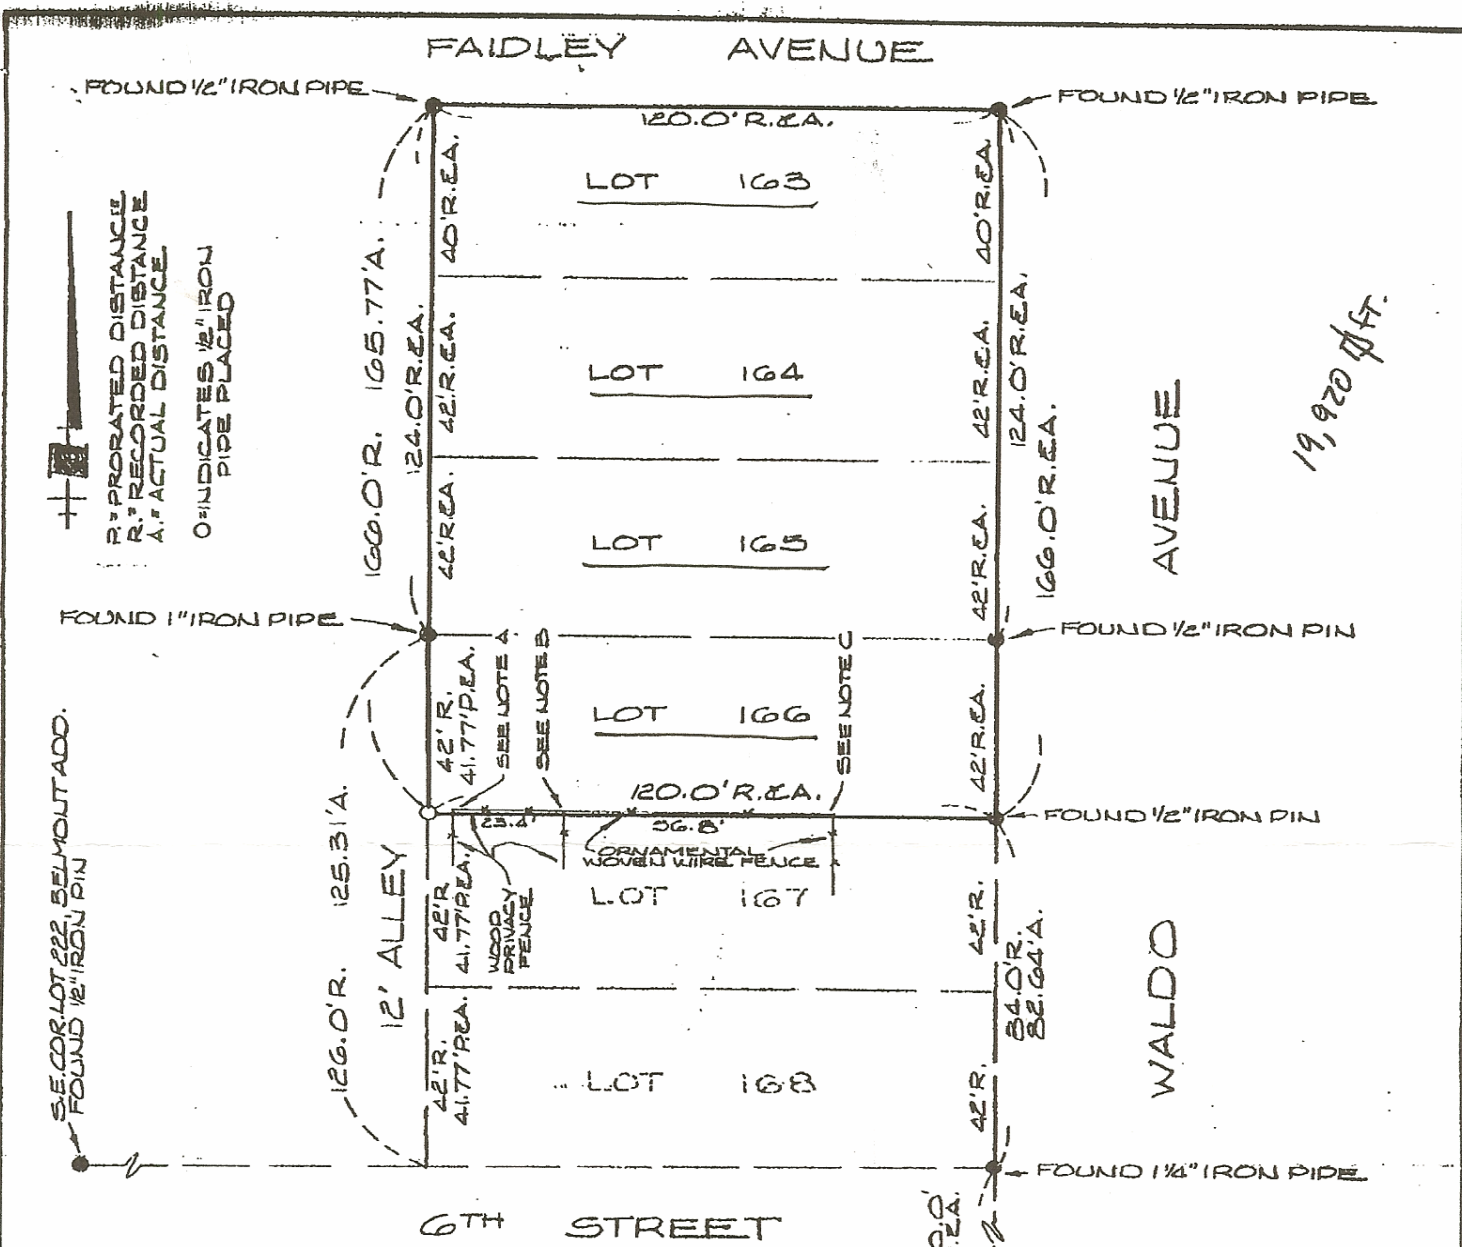 FAIDLEY AVENUE
FOUND 1/2" IRON PIPE
FOUND 1/2" IRON PIPE
120.0' R.&A.
40' R.&A.
LOT 163
40' R.&A.
P.= PRORATED DISTANCE
R.= RECORDED DISTANCE
A.= ACTUAL DISTANCE
O=INDICATES 1/2" IRON
PIPE PLACED
166.0' R. 165.77' A.
124.0' R.&A.
42' R.&A.
LOT 164
42' R.&A.
124.0' R.&A.
166.0' R.&A.
AVENUE
19,920 ft.
42' R.&A.
LOT 165
42' R.&A.
FOUND 1" IRON PIPE
FOUND 1/2" IRON PIN
42' R.
41.77' P.&A.
SEE NOTE A
SEE NOTE B
LOT 166
SEE NOTE C
42' R.&A.
120.0' R.&A.
FOUND 1/2" IRON PIN
23.4'
56.8'
ORNAMENTAL
WOVEN WIRE FENCE
S.E. COR. LOT 222, BELMOUT ADD.
FOUND 1/2" IRON PIN
126.0' R. 125.31' A.
12' ALLEY
42' R
41.77' P.&A.
WOOD
PRIVACY
FENCE
LOT 167
42' R.
84.0' R.
82.64' A.
WALDO
42' R.
41.77' P.&A.
LOT 168
42' R.
FOUND 1 1/4" IRON PIPE
6TH STREET